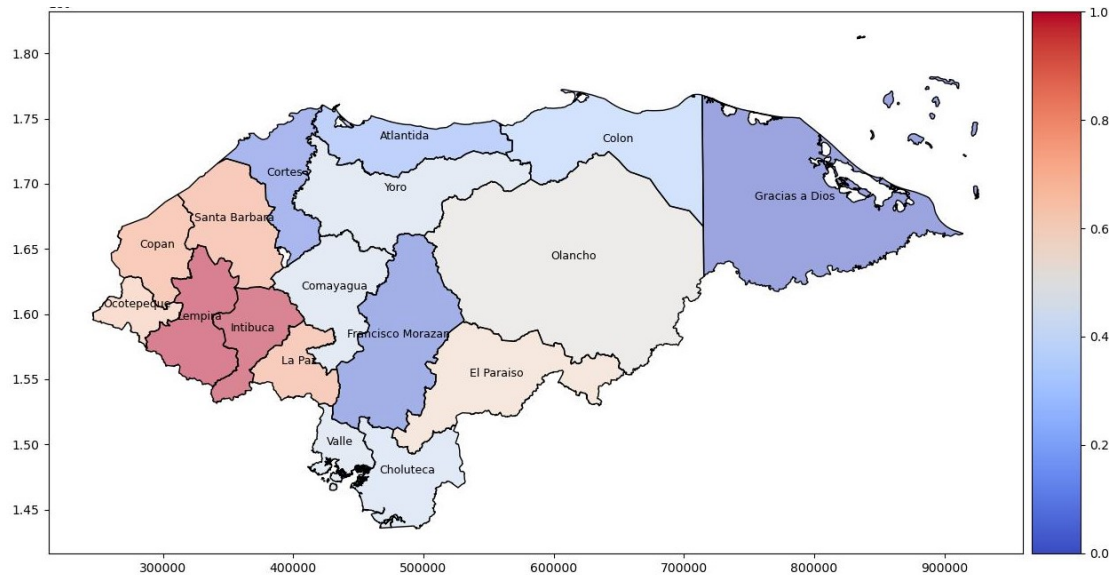 1.80
1.75
1.70
1.65
1.60
1.55
1.50
1.45
Atlantida
Colon
Cortes
Yoro
Gracias a Dios
Santa Barbara
Copan
Olancho
Comayagua
Ocotepeque
Lempira
Intibuca
Francisco Morazan
La Paz
El Paraiso
Valle
Choluteca
300000 400000 500000 600000 700000 800000 900000
1.0
0.8
0.6
0.4
0.2
0.0